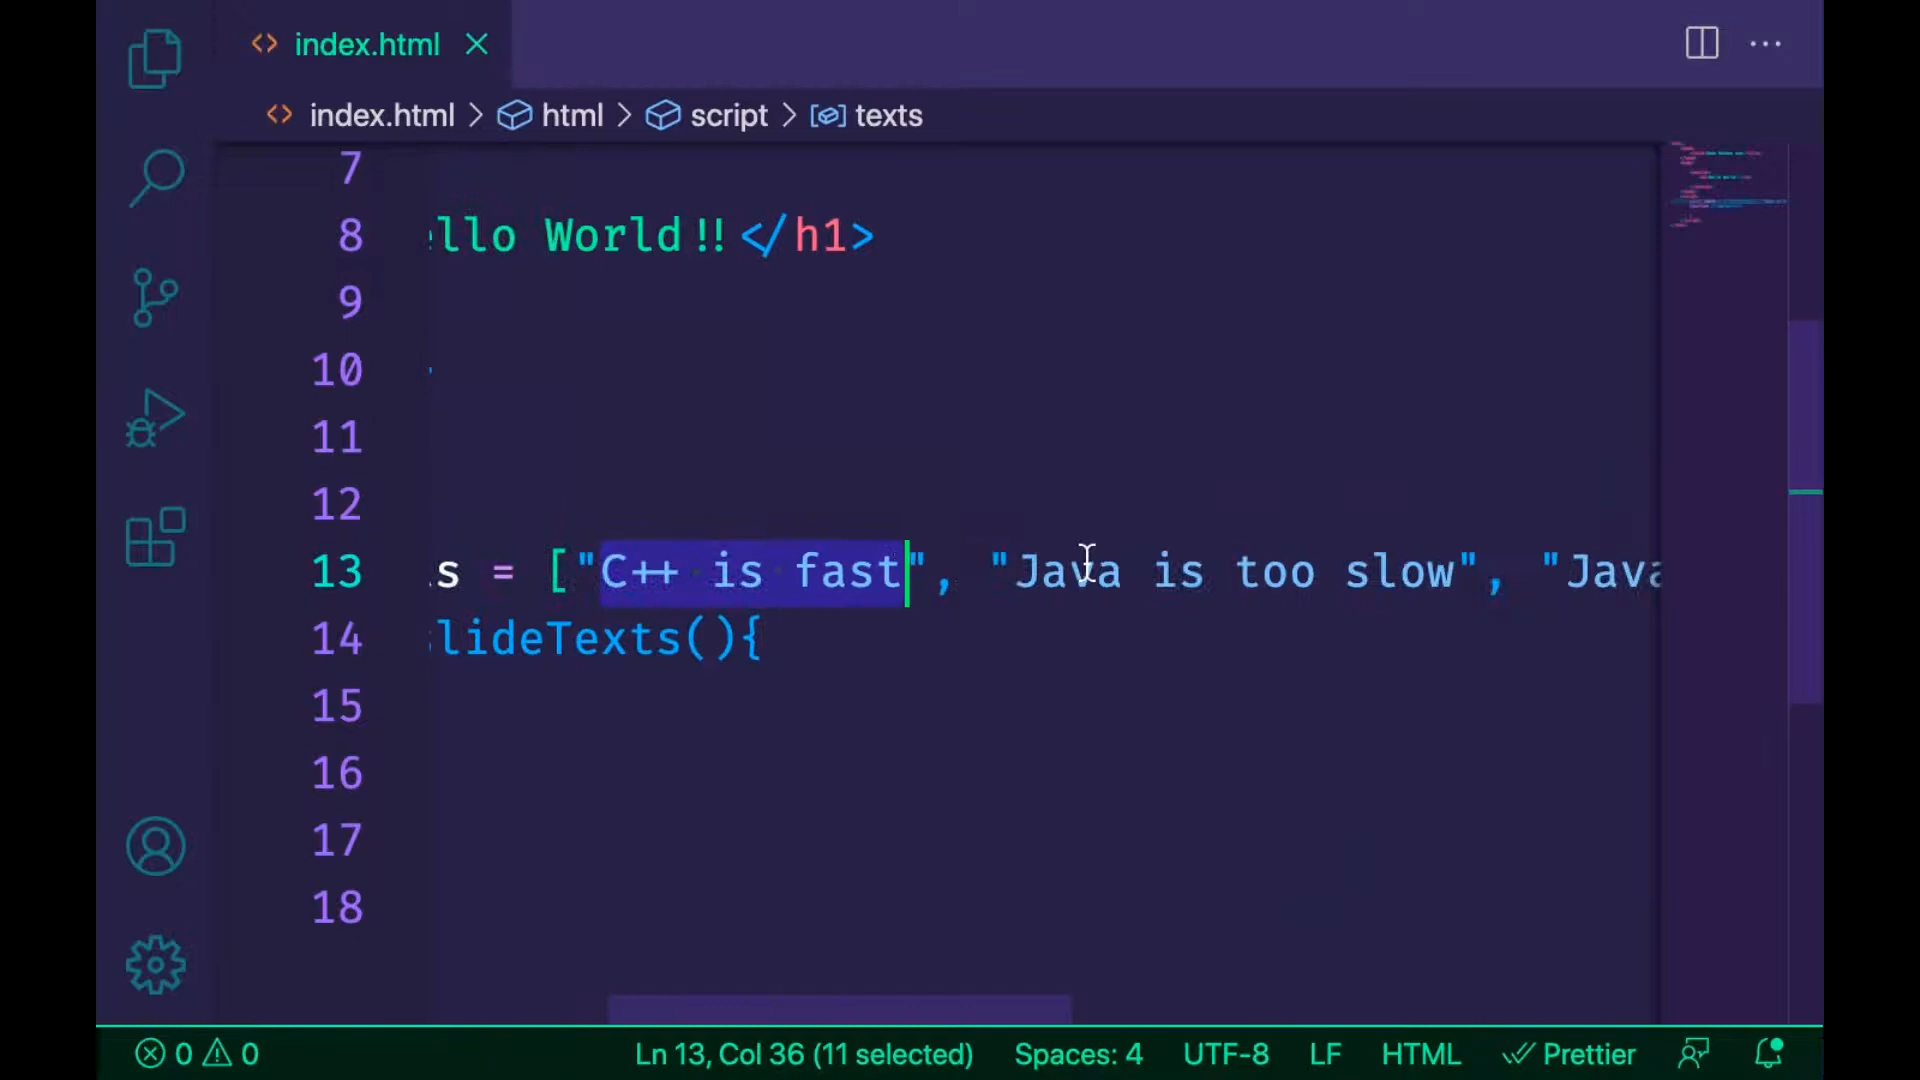 index.html
index.html > html > script > texts
7
8 ello World!!</h1>
9
10
11
12
13 s = ["C++ is fast", "Java is too slow", "Java
14 slideTexts(){
15
16
17
18
0 0 Ln 13, Col 36 (11 selected) Spaces: 4 UTF-8 LF HTML Prettier